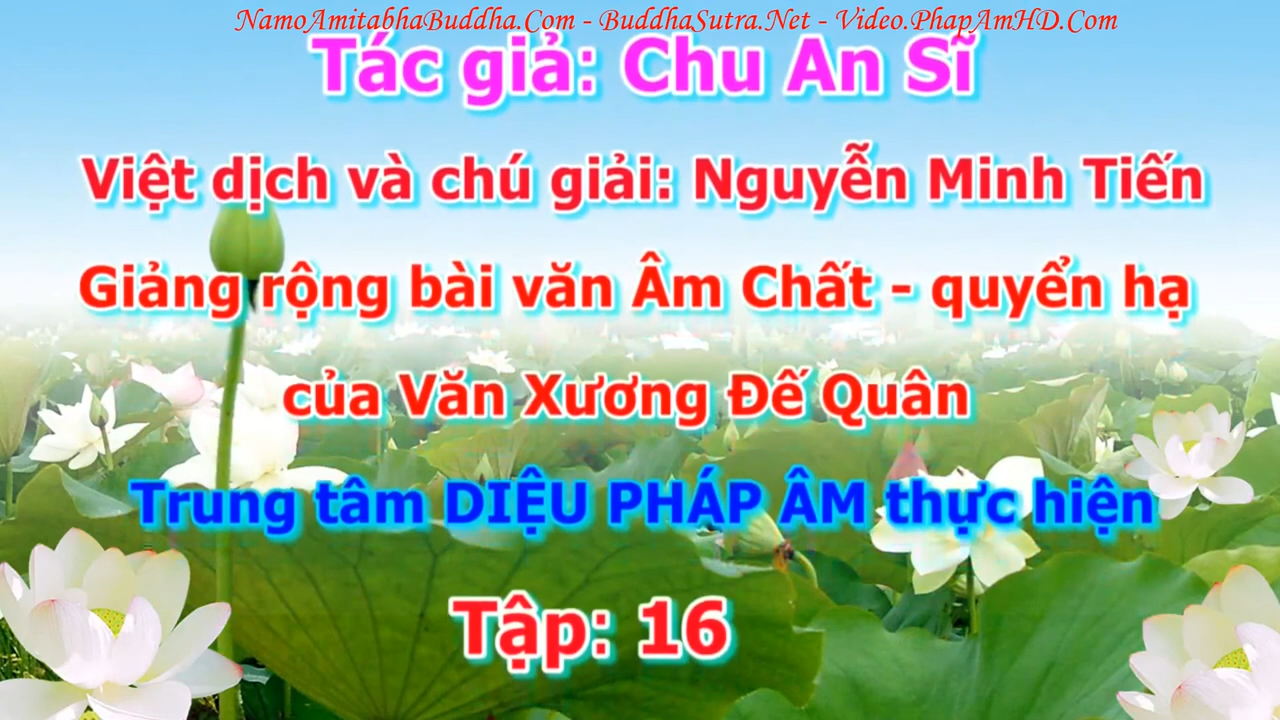 NamoAmitabhaBuddha.Com - BuddhaSutra.Net - Video.PhapAmHD.Com
Tác giả: Chu An Sĩ
Việt dịch và chú giải: Nguyễn Minh Tiến
Giảng rộng bài văn Âm Chất - quyển hạ
của Văn Xương Đế Quân
Trung tâm DIỆU PHÁP ÂM thực hiện
Tập: 16